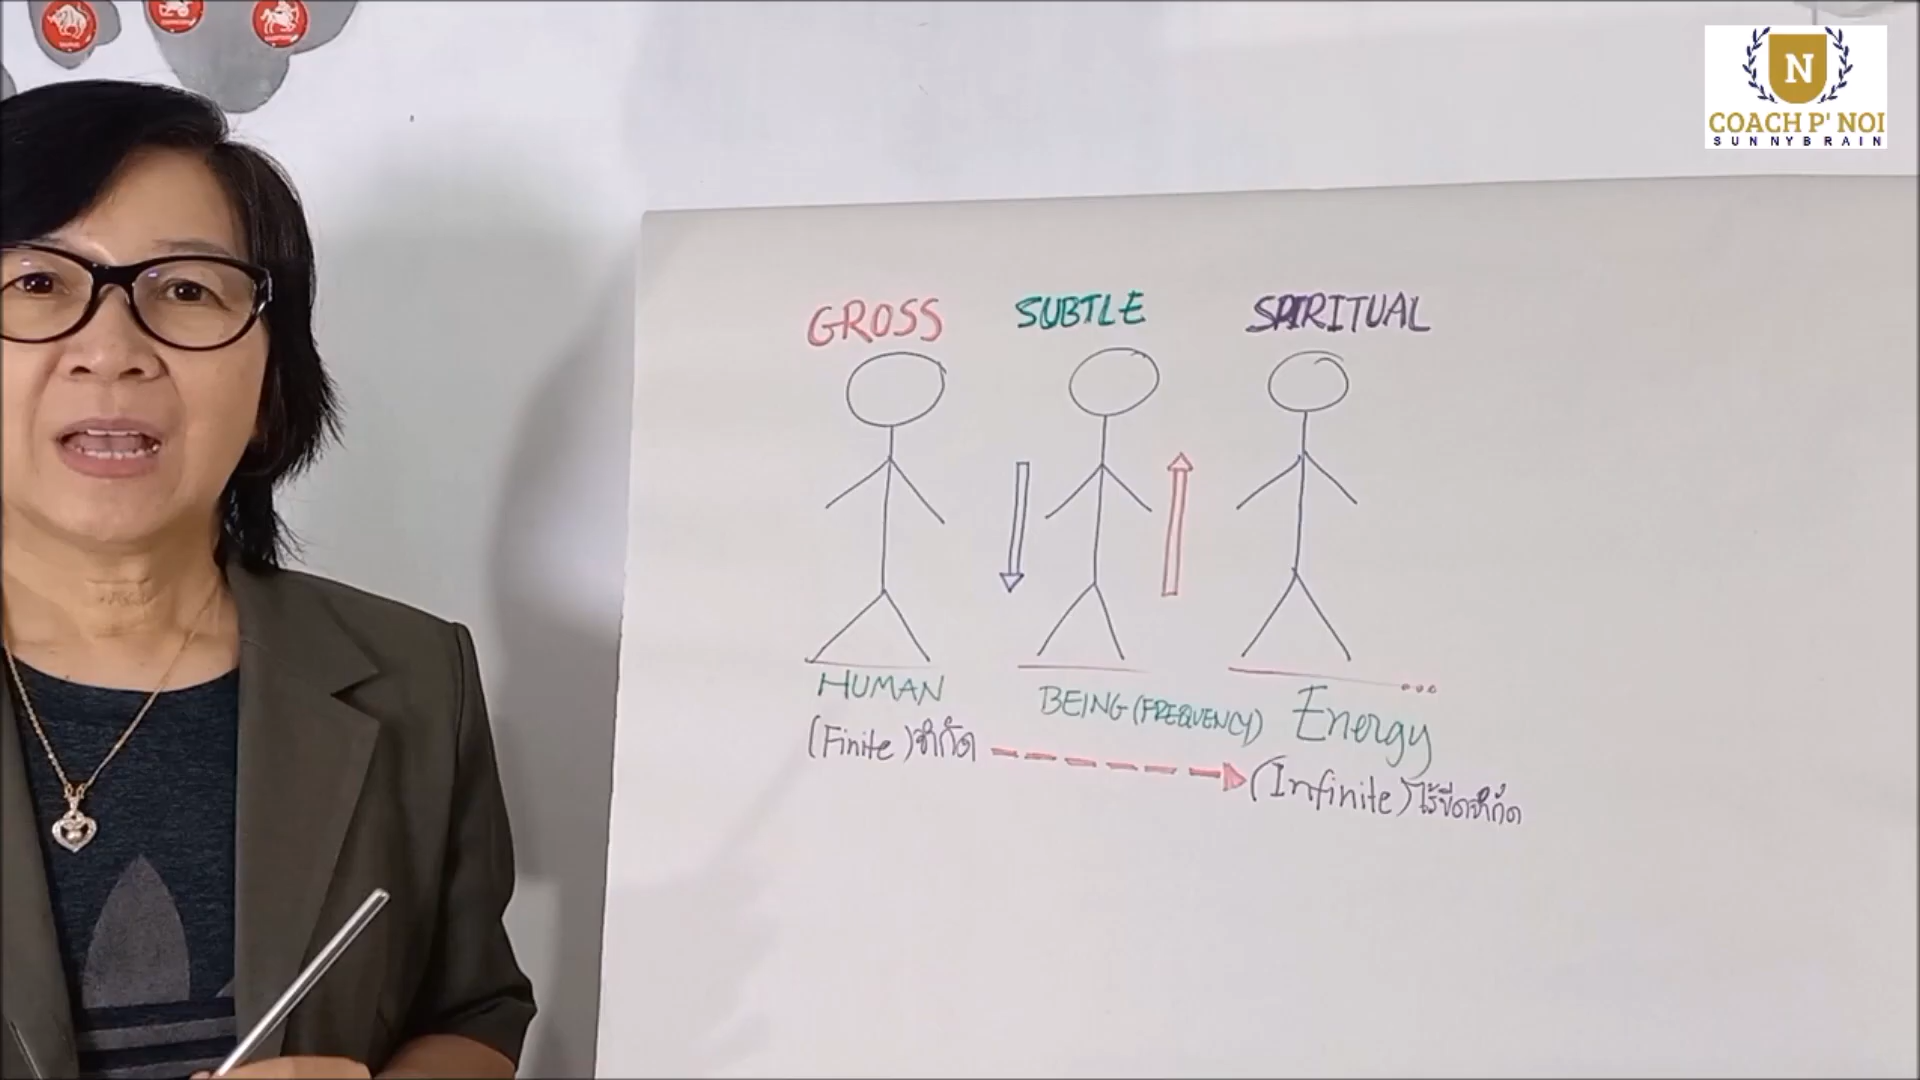 N
COACH P' NOI
SUNNYBRAIN
GROSS SUBTLE SPIRITUAL
HUMAN BEING (FREQUENCY) Energy
(Finite) จำกัด (Infinite) ไร้ขีดจำกัด